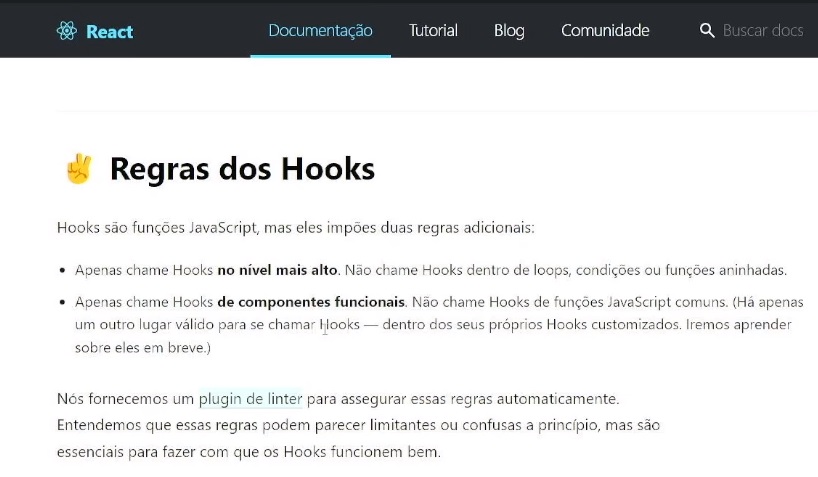 React Documentação Tutorial Blog Comunidade Buscar docs
✌️ Regras dos Hooks
Hooks são funções JavaScript, mas eles impões duas regras adicionais:
• Apenas chame Hooks no nível mais alto. Não chame Hooks dentro de loops, condições ou funções aninhadas.
• Apenas chame Hooks de componentes funcionais. Não chame Hooks de funções JavaScript comuns. (Há apenas
um outro lugar válido para se chamar Hooks — dentro dos seus próprios Hooks customizados. Iremos aprender
sobre eles em breve.)
Nós fornecemos um plugin de linter para assegurar essas regras automaticamente.
Entendemos que essas regras podem parecer limitantes ou confusas a princípio, mas são
essenciais para fazer com que os Hooks funcionem bem.